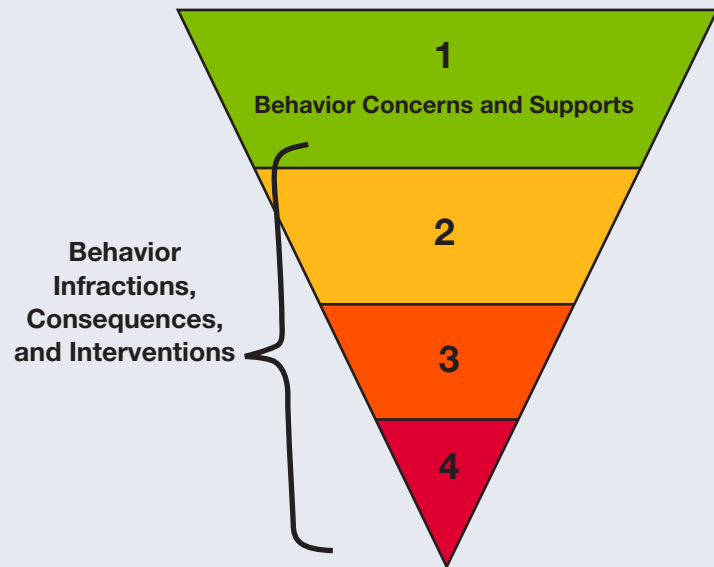 1
Behavior Concerns and Supports
2
Behavior
Infractions,
Consequences,
and Interventions
3
4